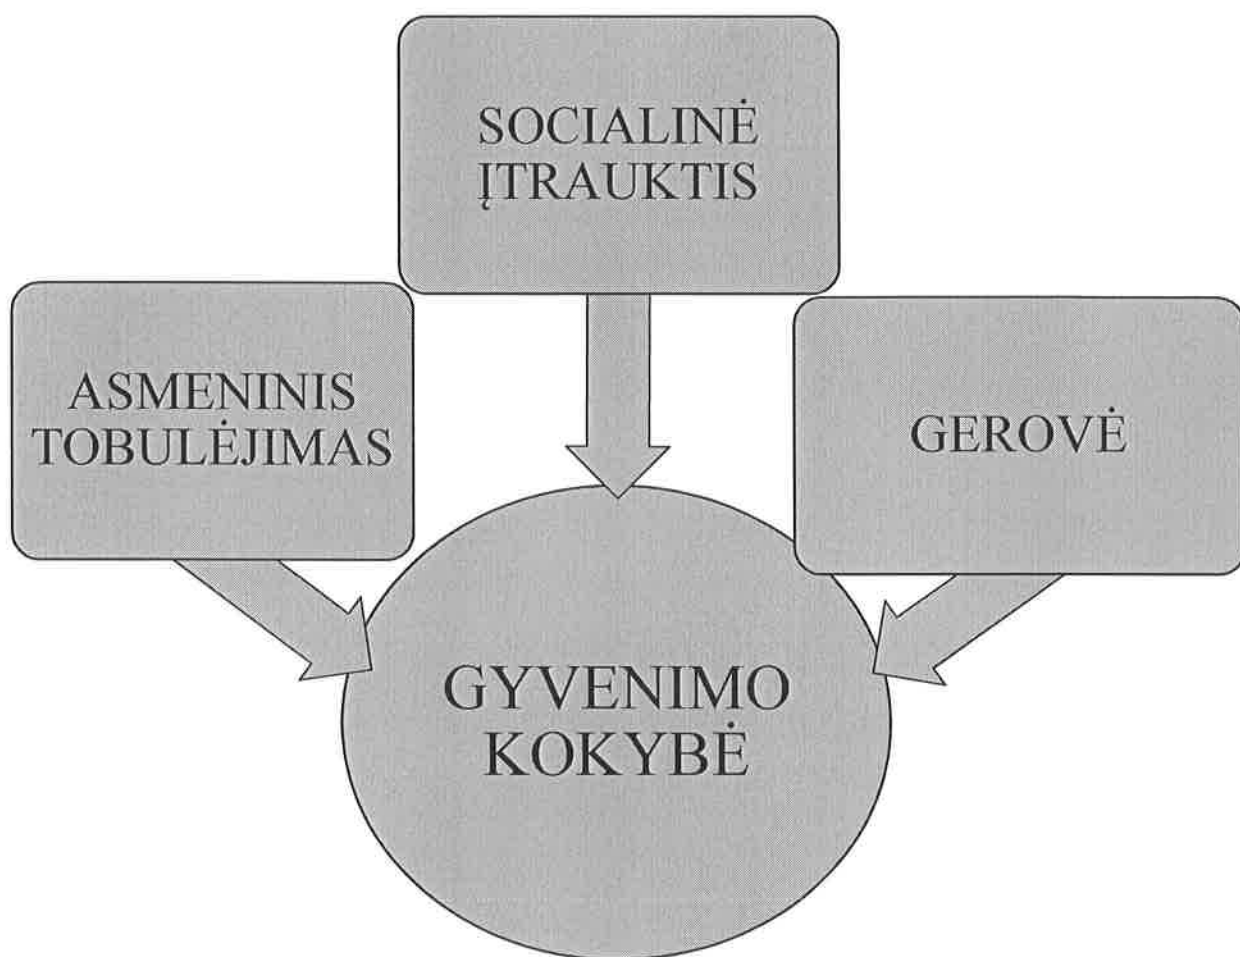 SOCIALINĖ
ĮTRAUKTIS
ASMENINIS
TOBULĖJIMAS
GEROVĖ
GYVENIMO
KOKYBĖ